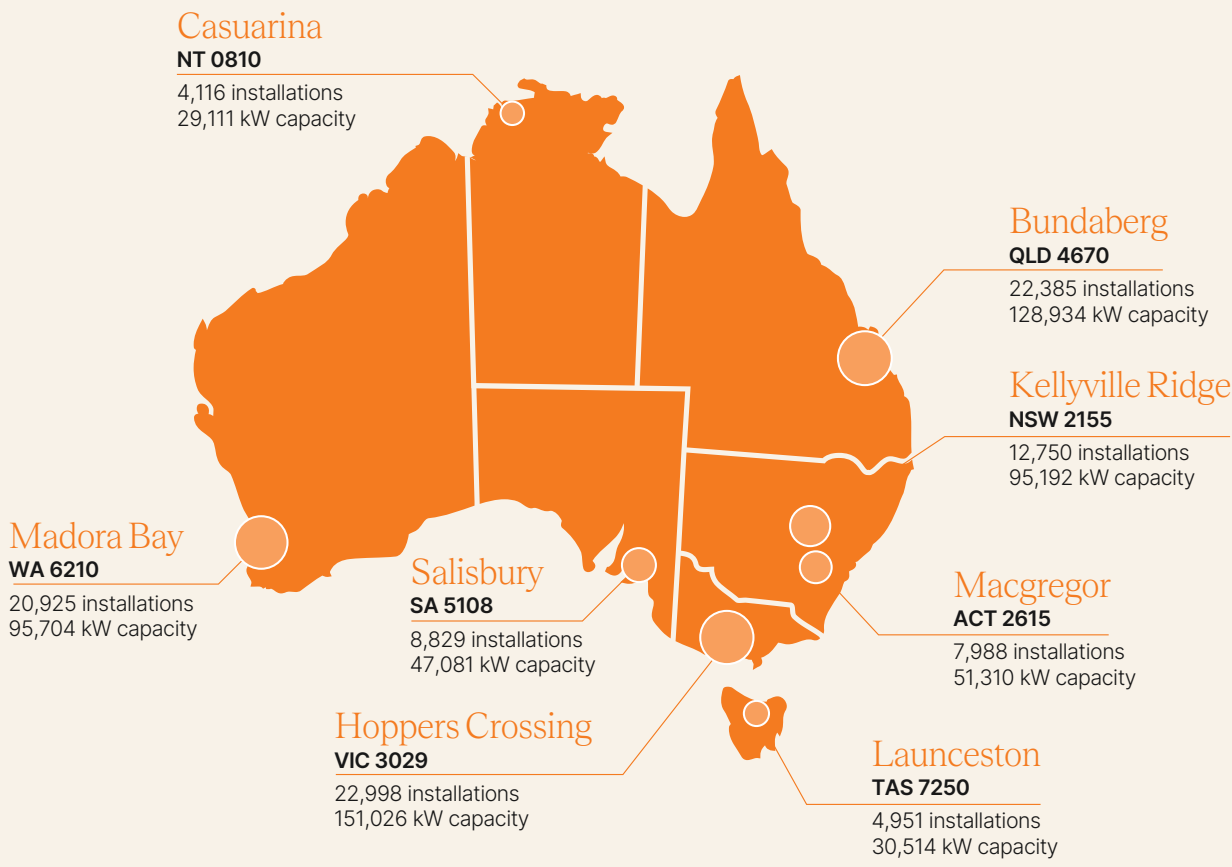 Casuarina
NT 0810
4,116 installations
29,111 kW capacity
Bundaberg
QLD 4670
22,385 installations
128,934 kW capacity
Kellyville Ridge
NSW 2155
12,750 installations
95,192 kW capacity
Madora Bay
WA 6210
20,925 installations
95,704 kW capacity
Salisbury
SA 5108
8,829 installations
47,081 kW capacity
Macgregor
ACT 2615
7,988 installations
51,310 kW capacity
Hoppers Crossing
VIC 3029
22,998 installations
151,026 kW capacity
Launceston
TAS 7250
4,951 installations
30,514 kW capacity